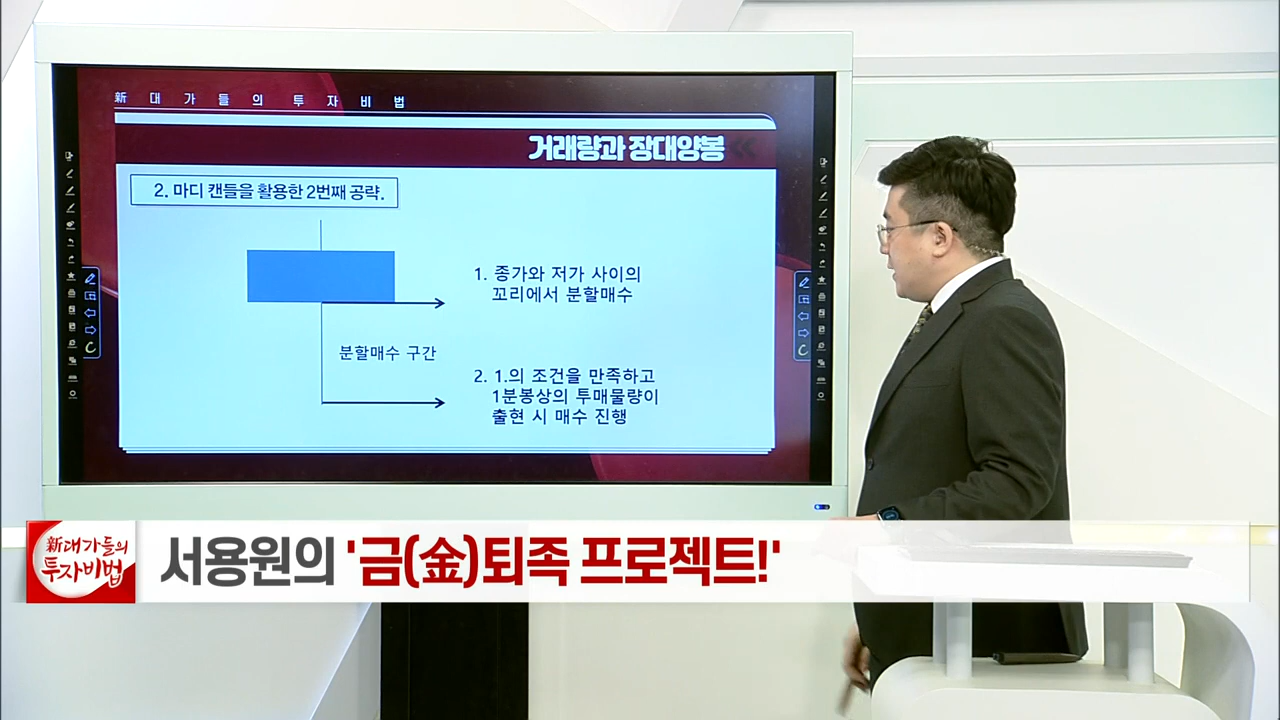 新 대 가 들 의 투 자 비 법
거래량과 장대양봉
2. 마디 캔들을 활용한 2번째 공략.
1. 종가와 저가 사이의
꼬리에서 분할매수
분할매수 구간
2. 1.의 조건을 만족하고
1분봉상의 투매물량이
출현 시 매수 진행
新대가들의
투자비법
서용원의 '금(金)퇴족 프로젝트!'